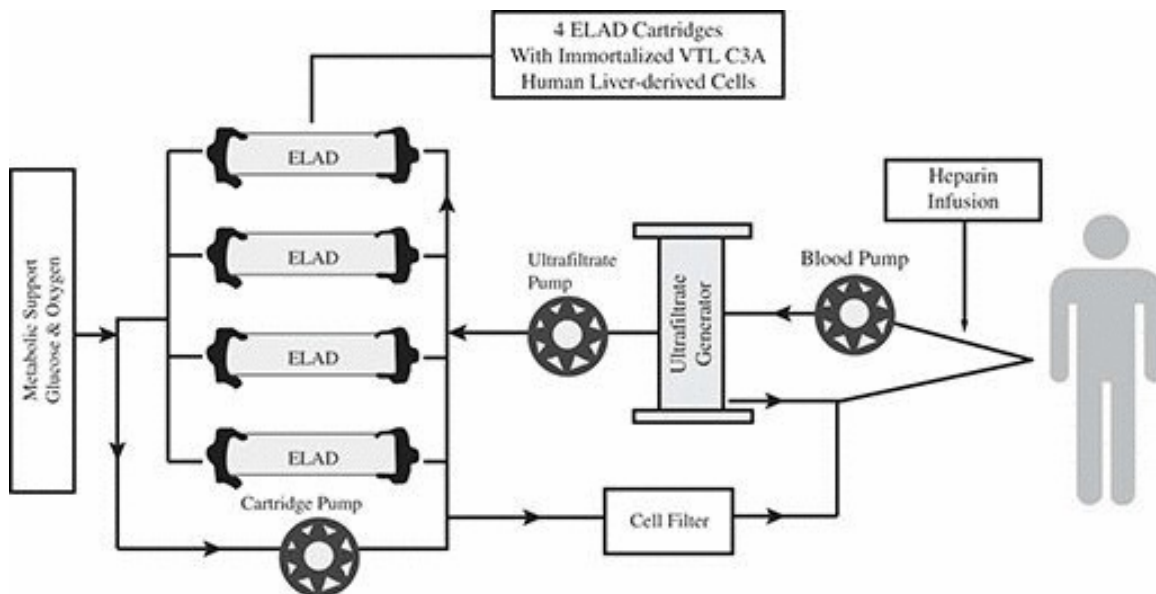 4 ELAD Cartridges
With Immortalized VTL C3A
Human Liver-derived Cells
ELAD
ELAD
ELAD
ELAD
Metabolic Support
Glucose & Oxygen
Cartridge Pump
Ultrafiltrate
Pump
Ultrafiltrate
Generator
Blood Pump
Heparin
Infusion
Cell Filter